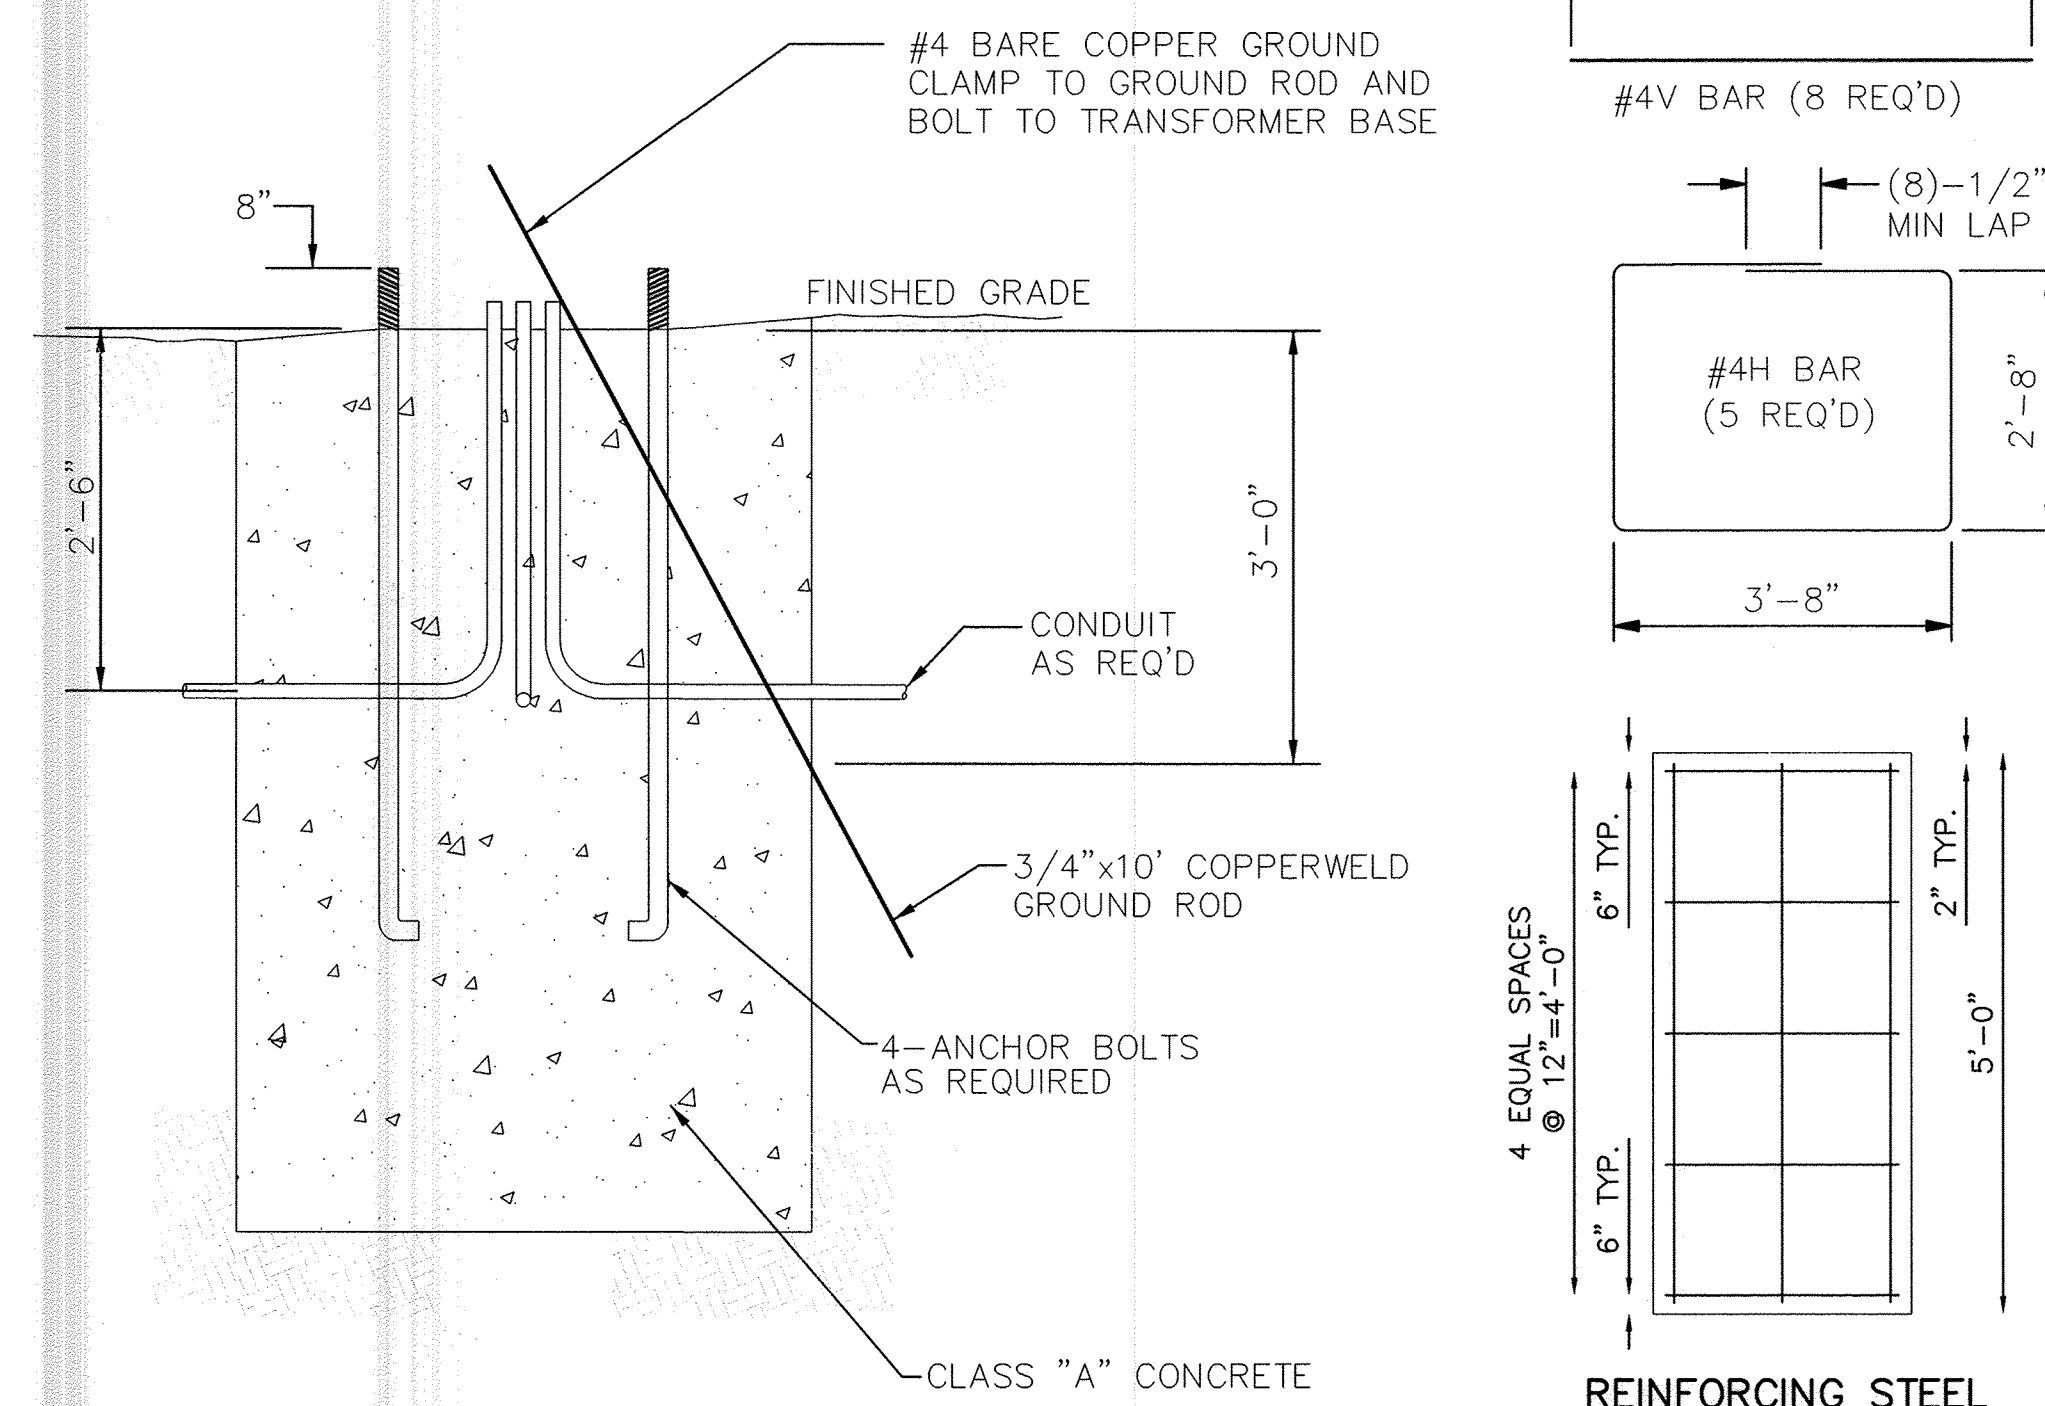 #4 BARE COPPER GROUND
CLAMP TO GROUND ROD AND
BOLT TO TRANSFORMER BASE
8"
FINISHED GRADE
2'-6"
3'-0"
CONDUIT
AS REQ'D
3/4"x10' COPPERWELD
GROUND ROD
4-ANCHOR BOLTS
AS REQUIRED
CLASS "A" CONCRETE
#4V BAR (8 REQ'D)
(8)-1/2"
MIN LAP
#4H BAR
(5 REQ'D)
2'-8"
3'-8"
4 EQUAL SPACES
@ 12"=4'-0"
6" TYP.
6" TYP.
2" TYP.
5'-0"
REINFORCING STEEL